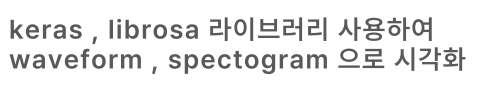 keras , librosa 라이브러리 사용하여
waveform , spectogram 으로 시각화